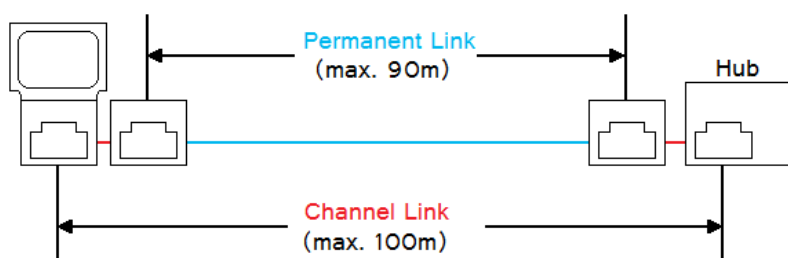 Permanent Link
(max. 90m)
Hub
Channel Link
(max. 100m)